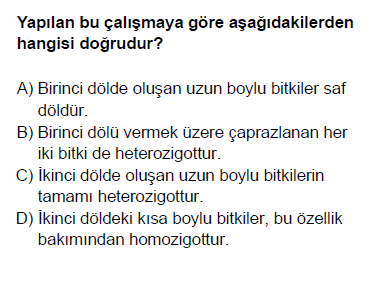 Yapılan bu çalışmaya göre aşağıdakilerden
hangisi doğrudur?
A) Birinci dölde oluşan uzun boylu bitkiler saf
döldür.
B) Birinci dölü vermek üzere çaprazlanan her
iki bitki de heterozigottur.
C) İkinci dölde oluşan uzun boylu bitkilerin
tamamı heterozigottur.
D) İkinci döldeki kısa boylu bitkiler, bu özellik
bakımından homozigottur.